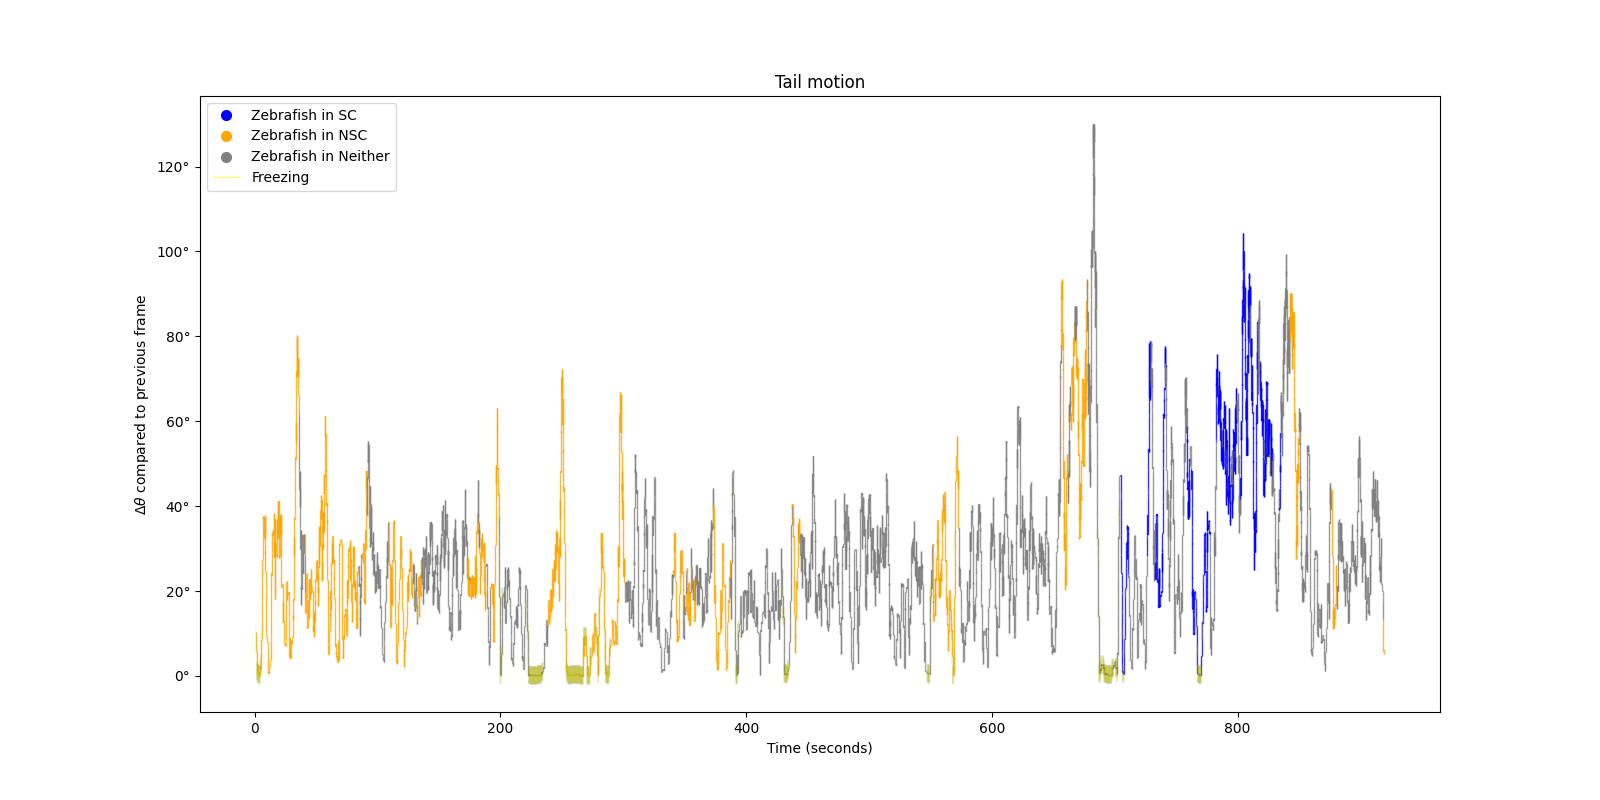 Tail motion
Zebrafish in SC
Zebrafish in NSC
Zebrafish in Neither
Freezing
120°
100°
80°
60°
40°
20°
0°
Δθ compared to previous frame
0 200 400 600 800
Time (seconds)